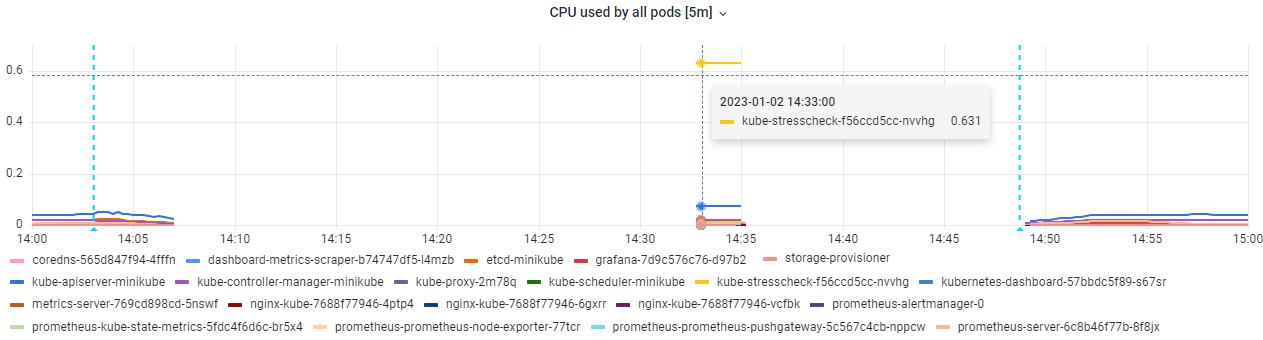 CPU used by all pods [5m]
0.6
0.4
0.2
0
2023-01-02 14:33:00
kube-stresscheck-f56ccd5cc-nvvhg 0.631
14:00 14:05 14:10 14:15 14:20 14:25 14:30 14:35 14:40 14:45 14:50 14:55 15:00
coredns-565d847f94-4fffn dashboard-metrics-scraper-b74747df5-l4mzb etcd-minikube grafana-7d9c576c76-d97b2 storage-provisioner
kube-apiserver-minikube kube-controller-manager-minikube kube-proxy-2m78q kube-scheduler-minikube kube-stresscheck-f56ccd5cc-nvvhg kubernetes-dashboard-57bbdc5f89-s67sr
metrics-server-769cd898cd-5nswf nginx-kube-7688f77946-4ptp4 nginx-kube-7688f77946-6gxrr nginx-kube-7688f77946-vcfbk prometheus-alertmanager-0
prometheus-kube-state-metrics-5fdc4f6d6c-br5x4 prometheus-prometheus-node-exporter-77tcr prometheus-prometheus-pushgateway-5c567c4cb-nppcw prometheus-server-6c8b46f77b-8f8jx